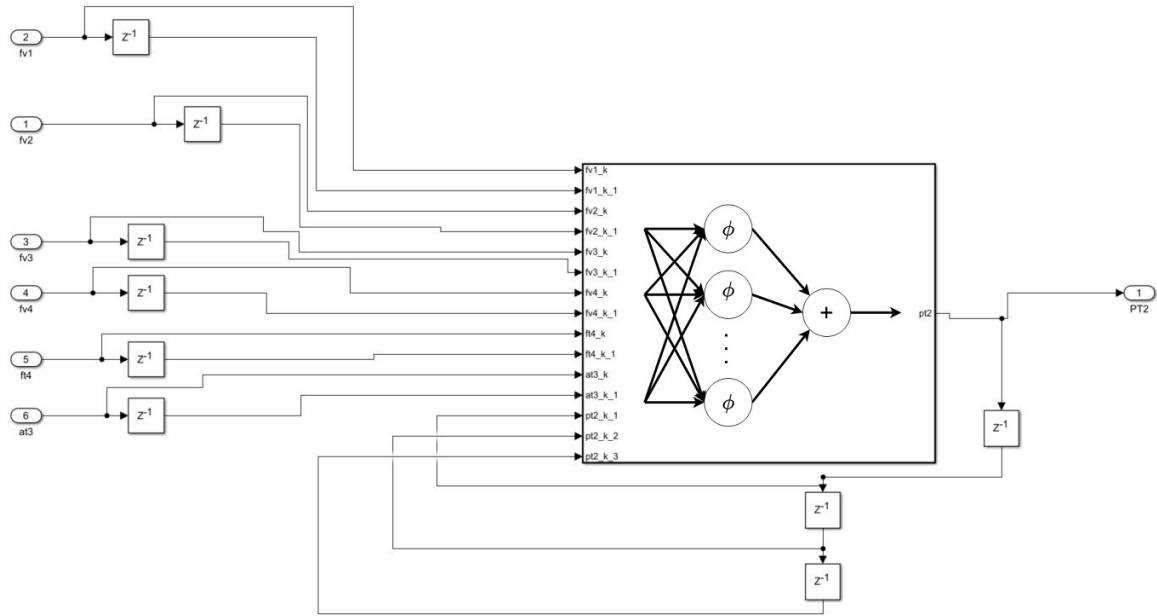 2
fv1
z⁻¹
1
fv2
z⁻¹
3
fv3
z⁻¹
4
fv4
z⁻¹
5
ft4
z⁻¹
6
at3
z⁻¹
fv1_k
fv1_k_1
fv2_k
fv2_k_1
fv3_k
fv3_k_1
fv4_k
fv4_k_1
ft4_k
ft4_k_1
at3_k
at3_k_1
pt2_k_1
pt2_k_2
pt2_k_3
ϕ
ϕ
ϕ
+
pt2
1
PT2
z⁻¹
z⁻¹
z⁻¹